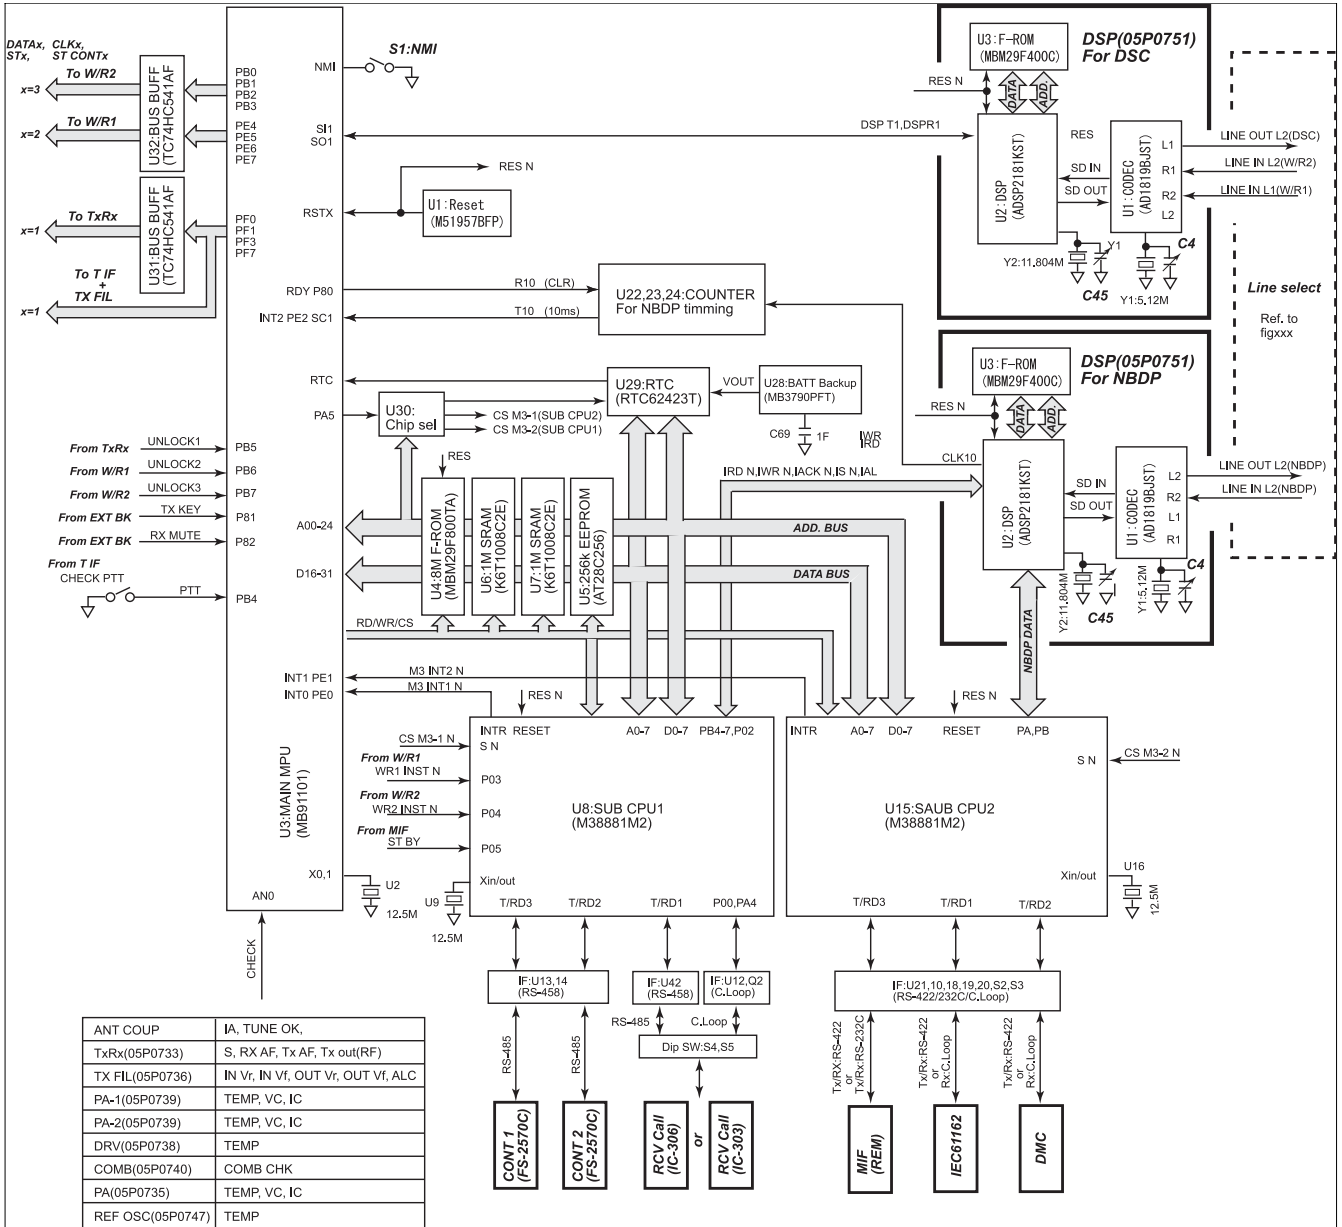 DATAx, CLKx,
STx, ST CONTx
To W/R2
x=3
To W/R1
x=2
U32:BUS BUFF
(TC74HC541AF)
PB0
PB1
PB2
PB3
PE4
PE5
PE6
PE7
To TxRx
x=1
U31:BUS BUFF
(TC74HC541AF)
PF0
PF1
PF3
PF7
To T IF
+
TX FIL
x=1
NMI
S1:NMI
SI1
SO1
DSP T1,DSPR1
RES N
RSTX
U1:Reset
(M51957BFP)
RDY P80
R10 (CLR)
INT2 PE2 SC1
T10 (10ms)
U22,23,24:COUNTER
For NBDP timming
RTC
U29:RTC
(RTC62423T)
VOUT
U28:BATT Backup
(MB3790PFT)
C69
1F
IWR
IRD
PA5
U30:
Chip sel
CS M3-1(SUB CPU2)
CS M3-2(SUB CPU1)
RES
From TxRx
UNLOCK1
PB5
From W/R1
UNLOCK2
PB6
From W/R2
UNLOCK3
PB7
From EXT BK
TX KEY
P81
From EXT BK
RX MUTE
P82
From T IF
CHECK PTT
PTT
PB4
A00-24
D16-31
U4:8M F-ROM
(MBM29F800TA)
U6:1M SRAM
(K6T1008C2E)
U7:1M SRAM
(K6T1008C2E)
U5:256k EEPROM
(AT28C256)
ADD. BUS
DATA BUS
RD/WR/CS
IRD N,IWR N,IACK N,IS N,IAL
CLK10
INT1 PE1
M3 INT2 N
INT0 PE0
M3 INT1 N
U3:MAIN MPU
(MB91101)
X0,1
U2
12.5M
AN0
CHECK
U3:F-ROM
(MBM29F400C)
DSP(05P0751)
For DSC
RES N
DATA
ADD.
U2:DSP
(ADSP2181KST)
RES
SD IN
SD OUT
U1:CODEC
(AD1819BJST)
L1
R1
R2
L2
LINE OUT L2(DSC)
LINE IN L2(W/R2)
LINE IN L1(W/R1)
Y1
Y2:11.804M
C45
C4
Y1:5.12M
Line select
Ref. to
figxxx
U3:F-ROM
(MBM29F400C)
DSP(05P0751)
For NBDP
RES N
DATA
ADD.
U2:DSP
(ADSP2181KST)
SD IN
SD OUT
U1:CODEC
(AD1819BJST)
L2
R2
L1
R1
LINE OUT L2(NBDP)
LINE IN L2(NBDP)
Y2:11.804M
C45
Y1:5.12M
C4
NBDP DATA
RES N
INTR RESET
A0-7
D0-7
PB4-7,P02
CS M3-1 N
S N
From W/R1
WR1 INST N
P03
From W/R2
WR2 INST N
P04
From MIF
ST BY
P05
U8:SUB CPU1
(M38881M2)
Xin/out
U9
12.5M
T/RD3
T/RD2
T/RD1
P00,PA4
RES N
INTR
A0-7
D0-7
RESET
PA,PB
S N
CS M3-2 N
U15:SAUB CPU2
(M38881M2)
Xin/out
U16
12.5M
T/RD3
T/RD1
T/RD2
IF:U13,14
(RS-458)
IF:U42
(RS-458)
IF:U12,Q2
(C.Loop)
IF:U21,10,18,19,20,S2,S3
(RS-422/232C/C.Loop)
RS-485
RS-485
RS-485
C.Loop
Dip SW:S4,S5
Tx/RX:RS-422
or
Tx/Rx:RS-232C
Tx/Rx:RS-422
or
Rx:C.Loop
Tx/Rx:RS-422
or
Rx:C.Loop
CONT 1
(FS-2570C)
CONT 2
(FS-2570C)
RCV Call
(IC-306)
or
RCV Call
(IC-303)
MIF
(REM)
IEC61162
DMC
ANT COUP IA, TUNE OK,
TxRx(05P0733) S, RX AF, Tx AF, Tx out(RF)
TX FIL(05P0736) IN Vr, IN Vf, OUT Vr, OUT Vf, ALC
PA-1(05P0739) TEMP, VC, IC
PA-2(05P0739) TEMP, VC, IC
DRV(05P0738) TEMP
COMB(05P0740) COMB CHK
PA(05P0735) TEMP, VC, IC
REF OSC(05P0747) TEMP